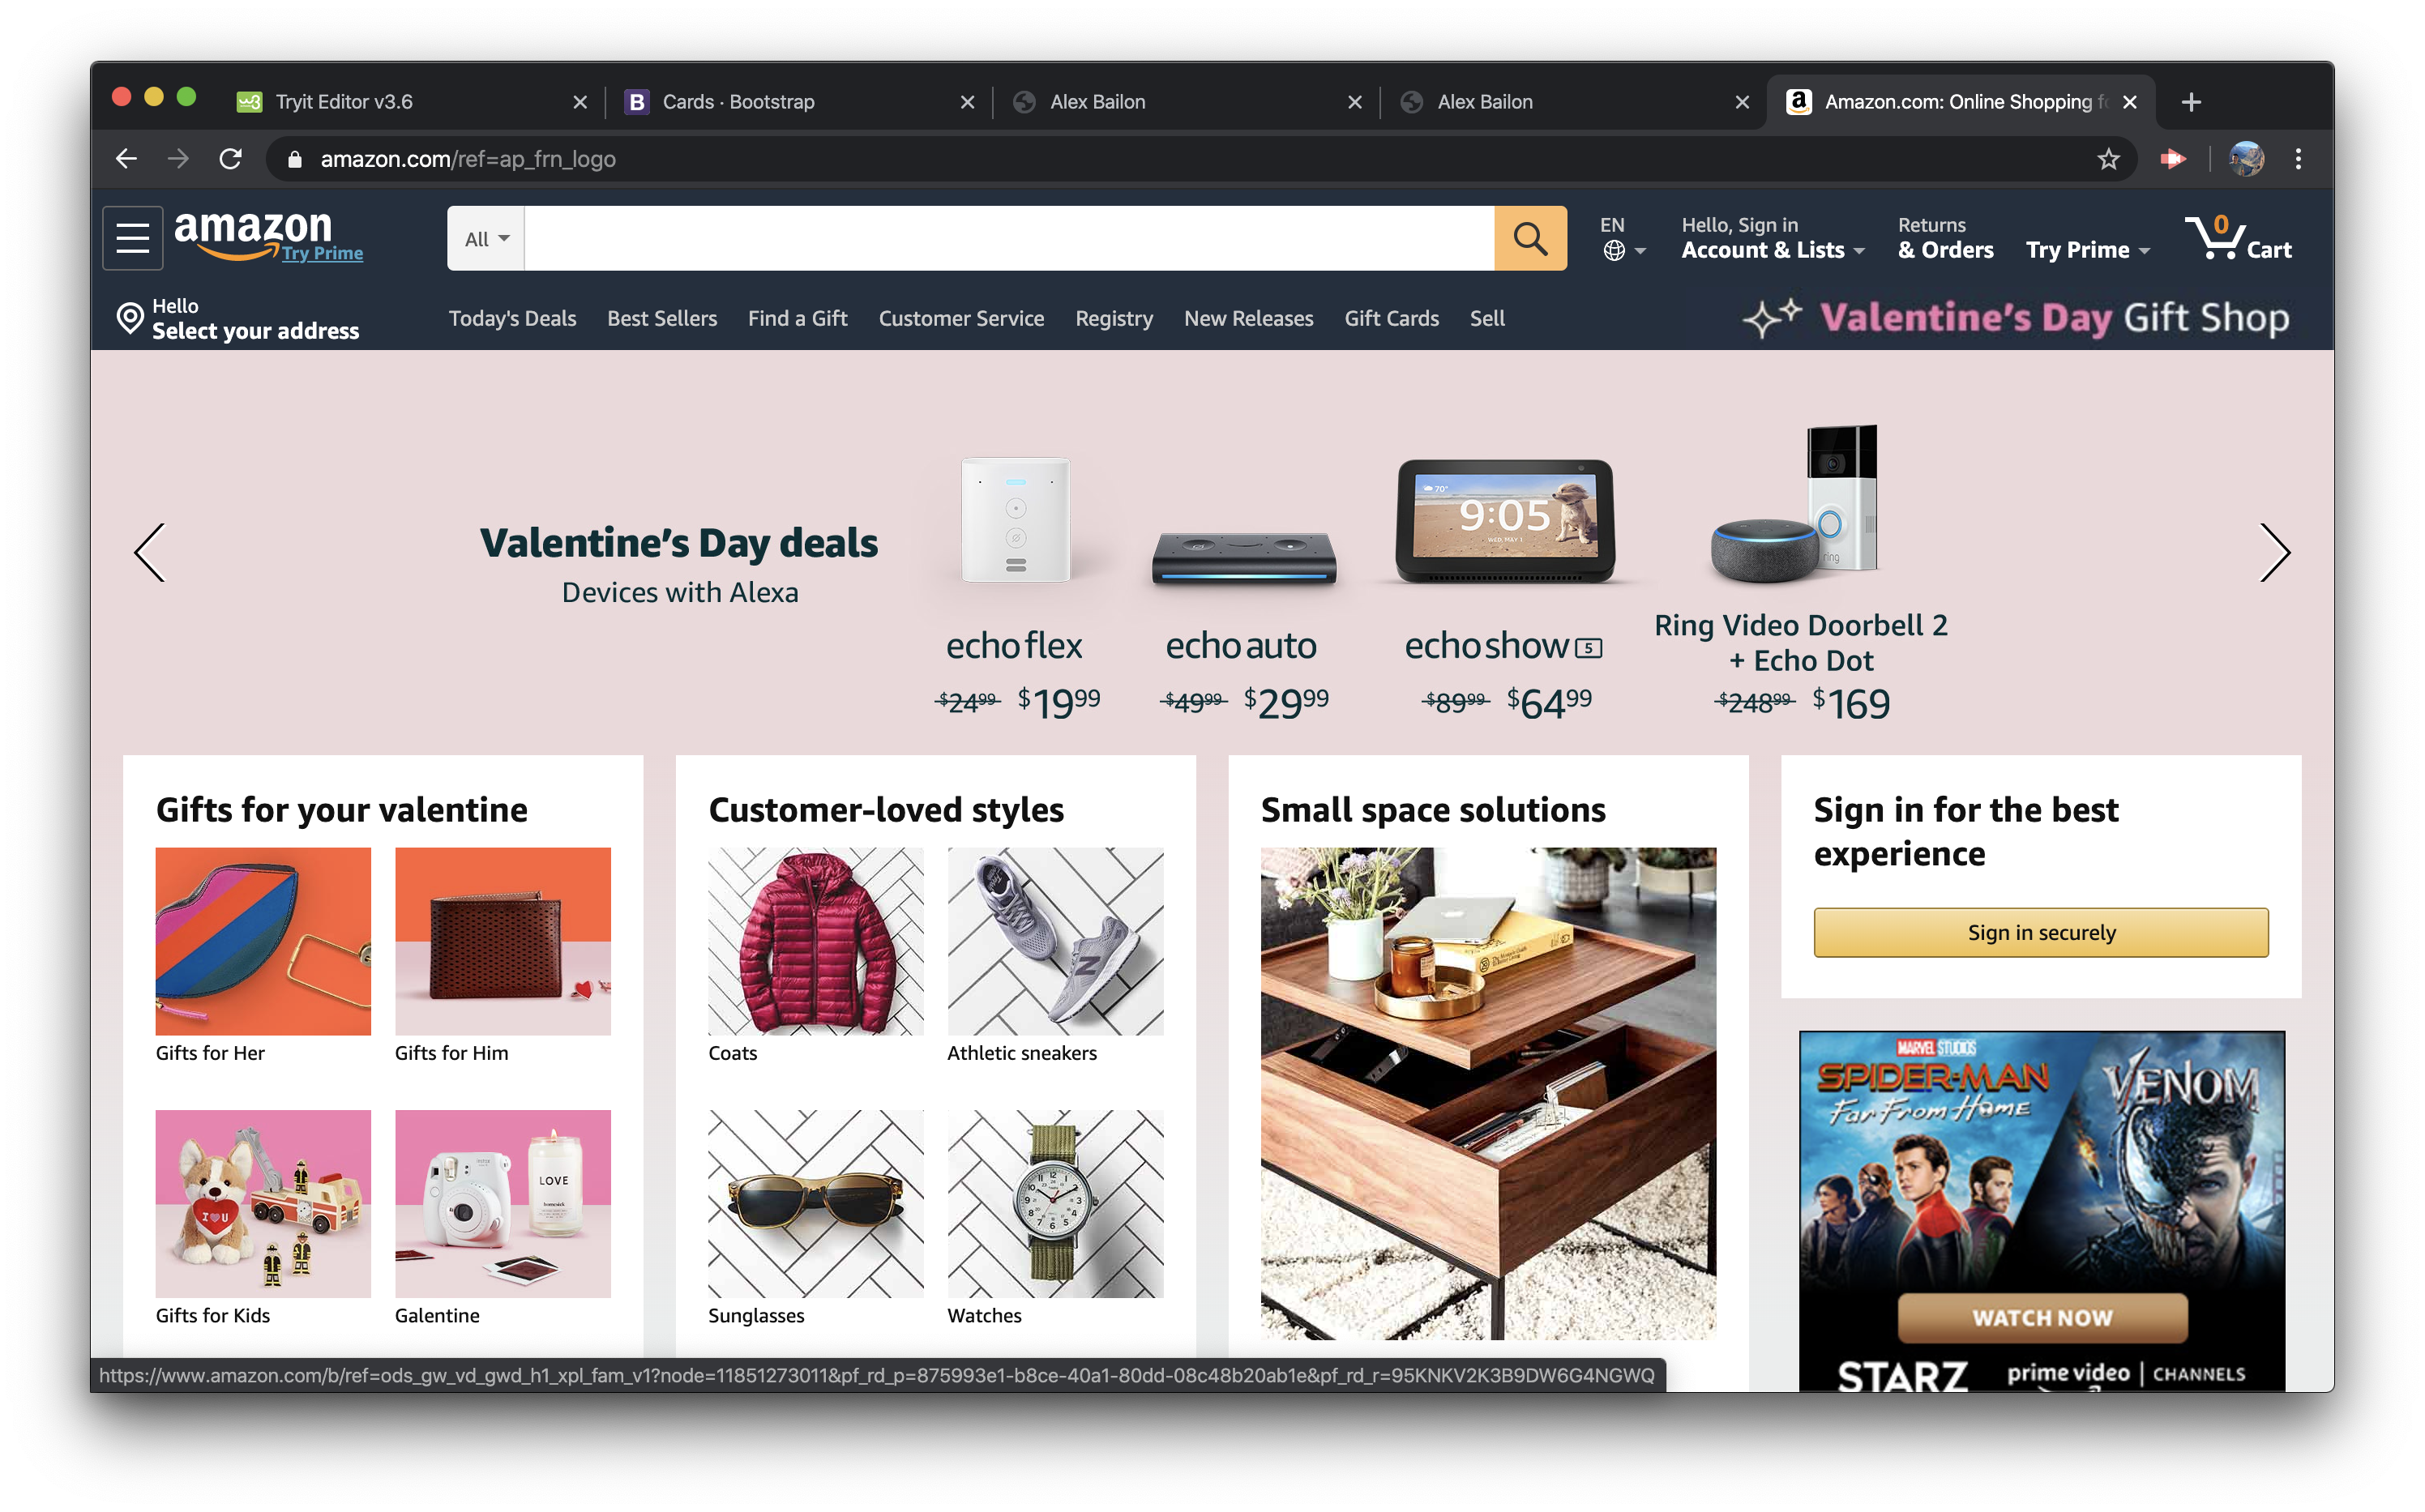 Tryit Editor v3.6
Cards · Bootstrap
Alex Bailon
Alex Bailon
Amazon.com: Online Shopping f
amazon.com/ref=ap_frn_logo
amazon
Try Prime
All
EN
Hello, Sign in
Account & Lists
Returns
& Orders
Try Prime
0
Cart
Hello
Select your address
Today's Deals
Best Sellers
Find a Gift
Customer Service
Registry
New Releases
Gift Cards
Sell
Valentine's Day Gift Shop
Valentine's Day deals
Devices with Alexa
70°
9:05
WED, MAY 1
ring
echo flex
$24.99 $19.99
echo auto
$49.99 $29.99
echo show 5
$89.99 $64.99
Ring Video Doorbell 2
+ Echo Dot
$248.99 $169
Gifts for your valentine
Gifts for Her
Gifts for Him
I ♥ U
LOVE
homesick
Gifts for Kids
Galentine
Customer-loved styles
Coats
Athletic sneakers
Sunglasses
Watches
Small space solutions
Sign in for the best
experience
Sign in securely
MARVEL STUDIOS
SPIDER-MAN
Far From Home
VENOM
WATCH NOW
STARZ
prime video | CHANNELS
https://www.amazon.com/b/ref=ods_gw_vd_gwd_h1_xpl_fam_v1?node=11851273011&pf_rd_p=875993e1-b8ce-40a1-80dd-08c48b20ab1e&pf_rd_r=95KNKV2K3B9DW6G4NGWQ